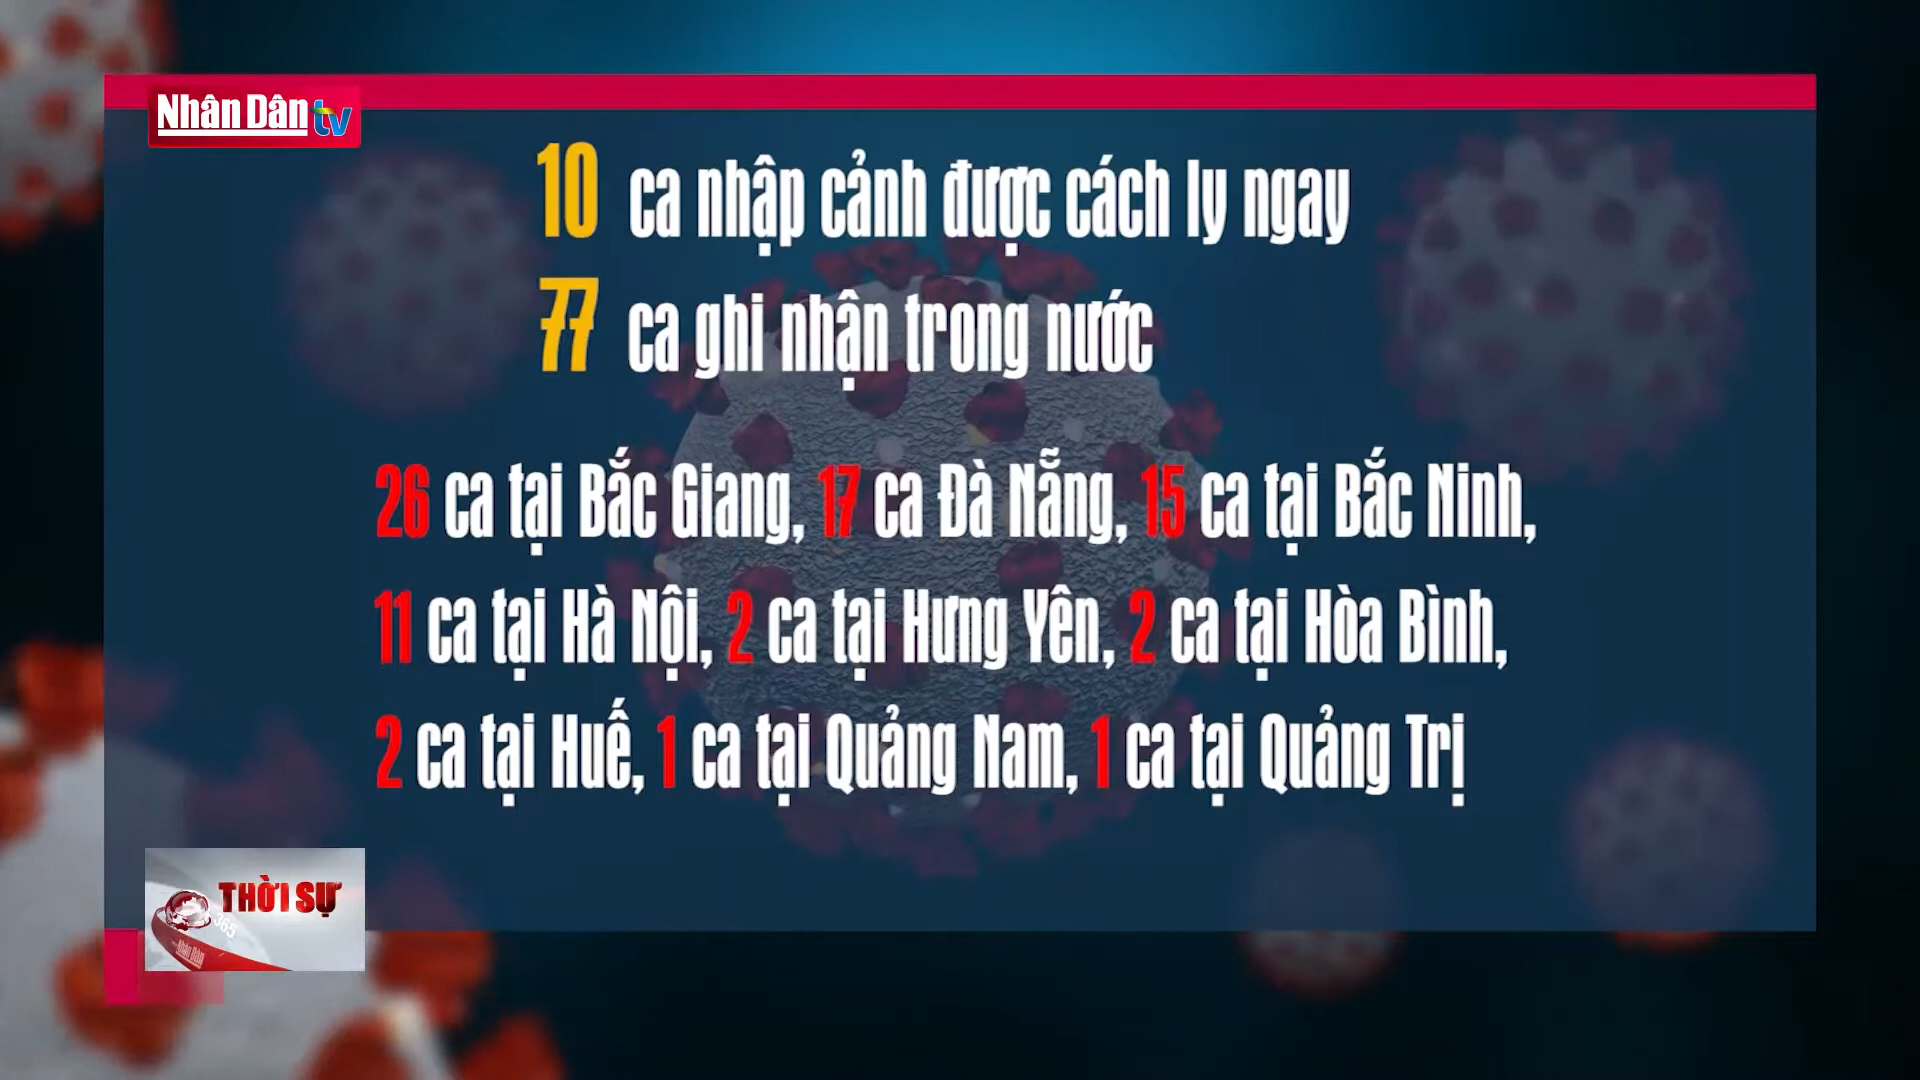 Nhân Dân tv
10 ca nhập cảnh được cách ly ngay
77 ca ghi nhận trong nước
26 ca tại Bắc Giang, 17 ca Đà Nẵng, 15 ca tại Bắc Ninh,
11 ca tại Hà Nội, 2 ca tại Hưng Yên, 2 ca tại Hòa Bình,
2 ca tại Huế, 1 ca tại Quảng Nam, 1 ca tại Quảng Trị
THỜI SỰ
365
Nhân Dân